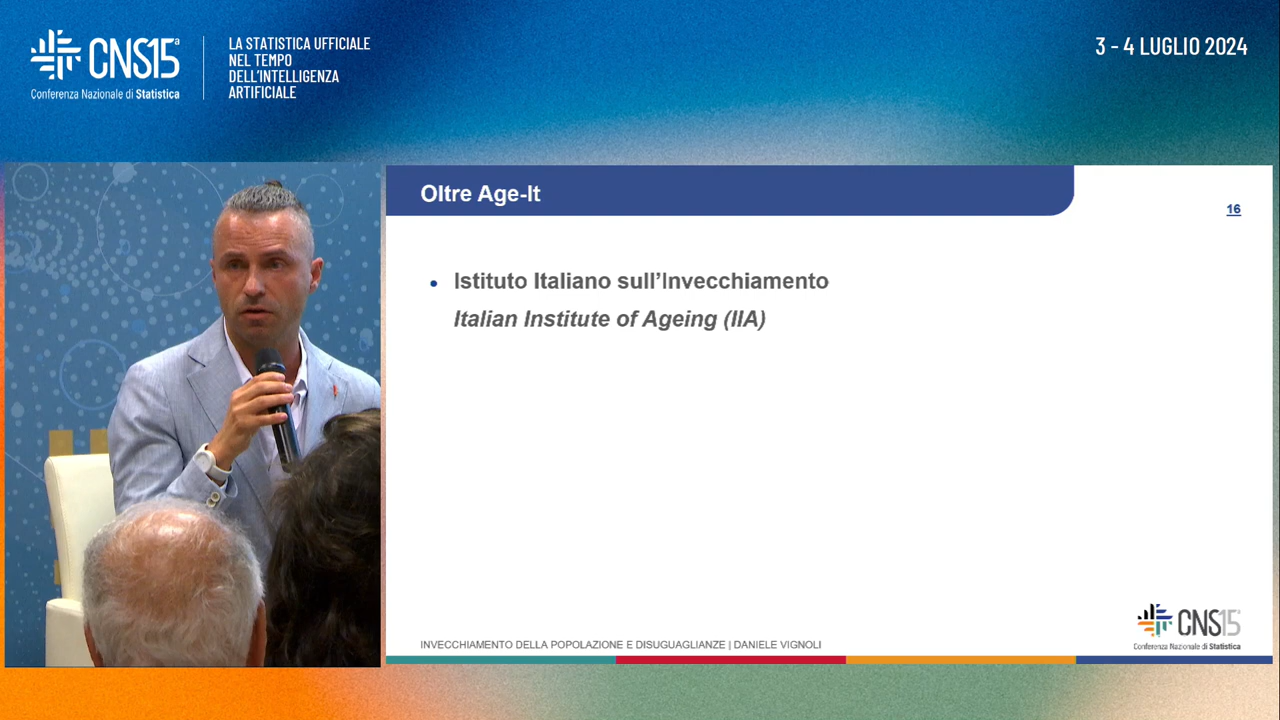 CNS15ª
Conferenza Nazionale di Statistica
LA STATISTICA UFFICIALE
NEL TEMPO
DELL'INTELLIGENZA
ARTIFICIALE
3 - 4 LUGLIO 2024
Oltre Age-It
16
• Istituto Italiano sull'Invecchiamento
Italian Institute of Ageing (IIA)
INVECCHIAMENTO DELLA POPOLAZIONE E DISUGUAGLIANZE | DANIELE VIGNOLI
CNS15ª
Conferenza Nazionale di Statistica